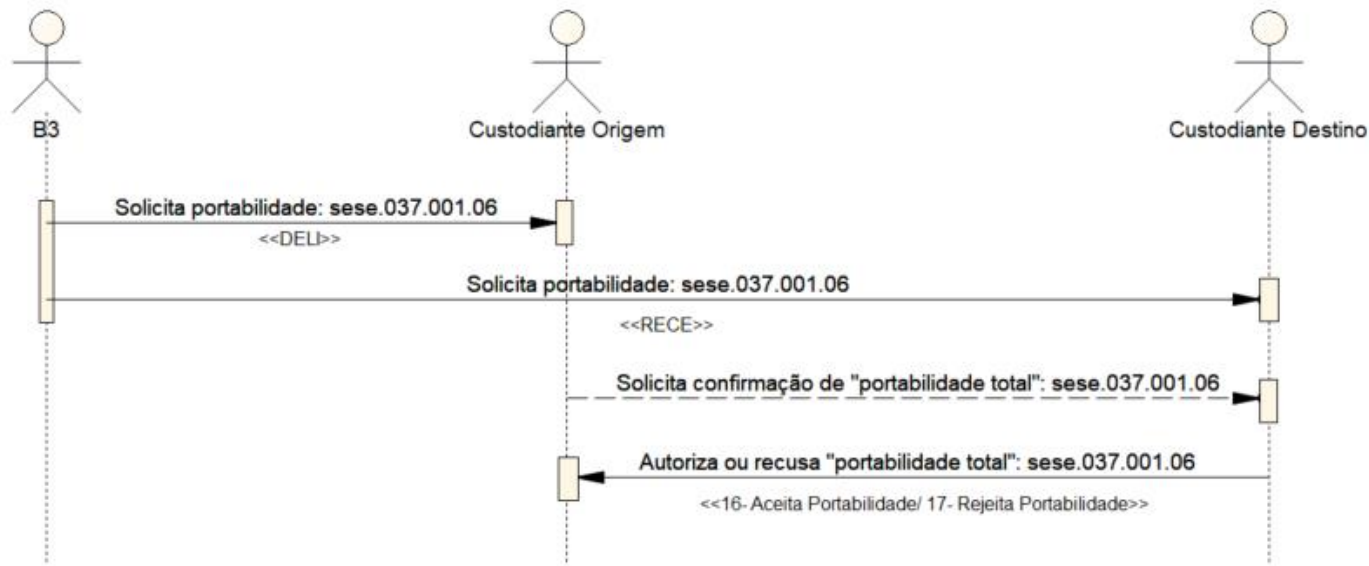 B3
Custodiante Origem
Custodiante Destino
Solicita portabilidade: sese.037.001.06
<<DELI>>
Solicita portabilidade: sese.037.001.06
<<RECE>>
Solicita confirmação de "portabilidade total": sese.037.001.06
Autoriza ou recusa "portabilidade total": sese.037.001.06
<<16- Aceita Portabilidade/ 17- Rejeita Portabilidade>>